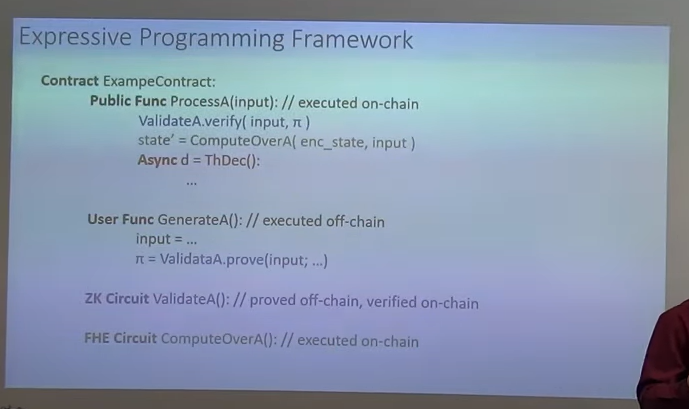 Expressive Programming Framework
Contract ExampeContract:
Public Func ProcessA(input): // executed on-chain
ValidateA.verify( input, π )
state' = ComputeOverA( enc_state, input )
Async d = ThDec():
...
User Func GenerateA(): // executed off-chain
input = ...
π = ValidataA.prove(input; ...)
ZK Circuit ValidateA(): // proved off-chain, verified on-chain
FHE Circuit ComputeOverA(): // executed on-chain